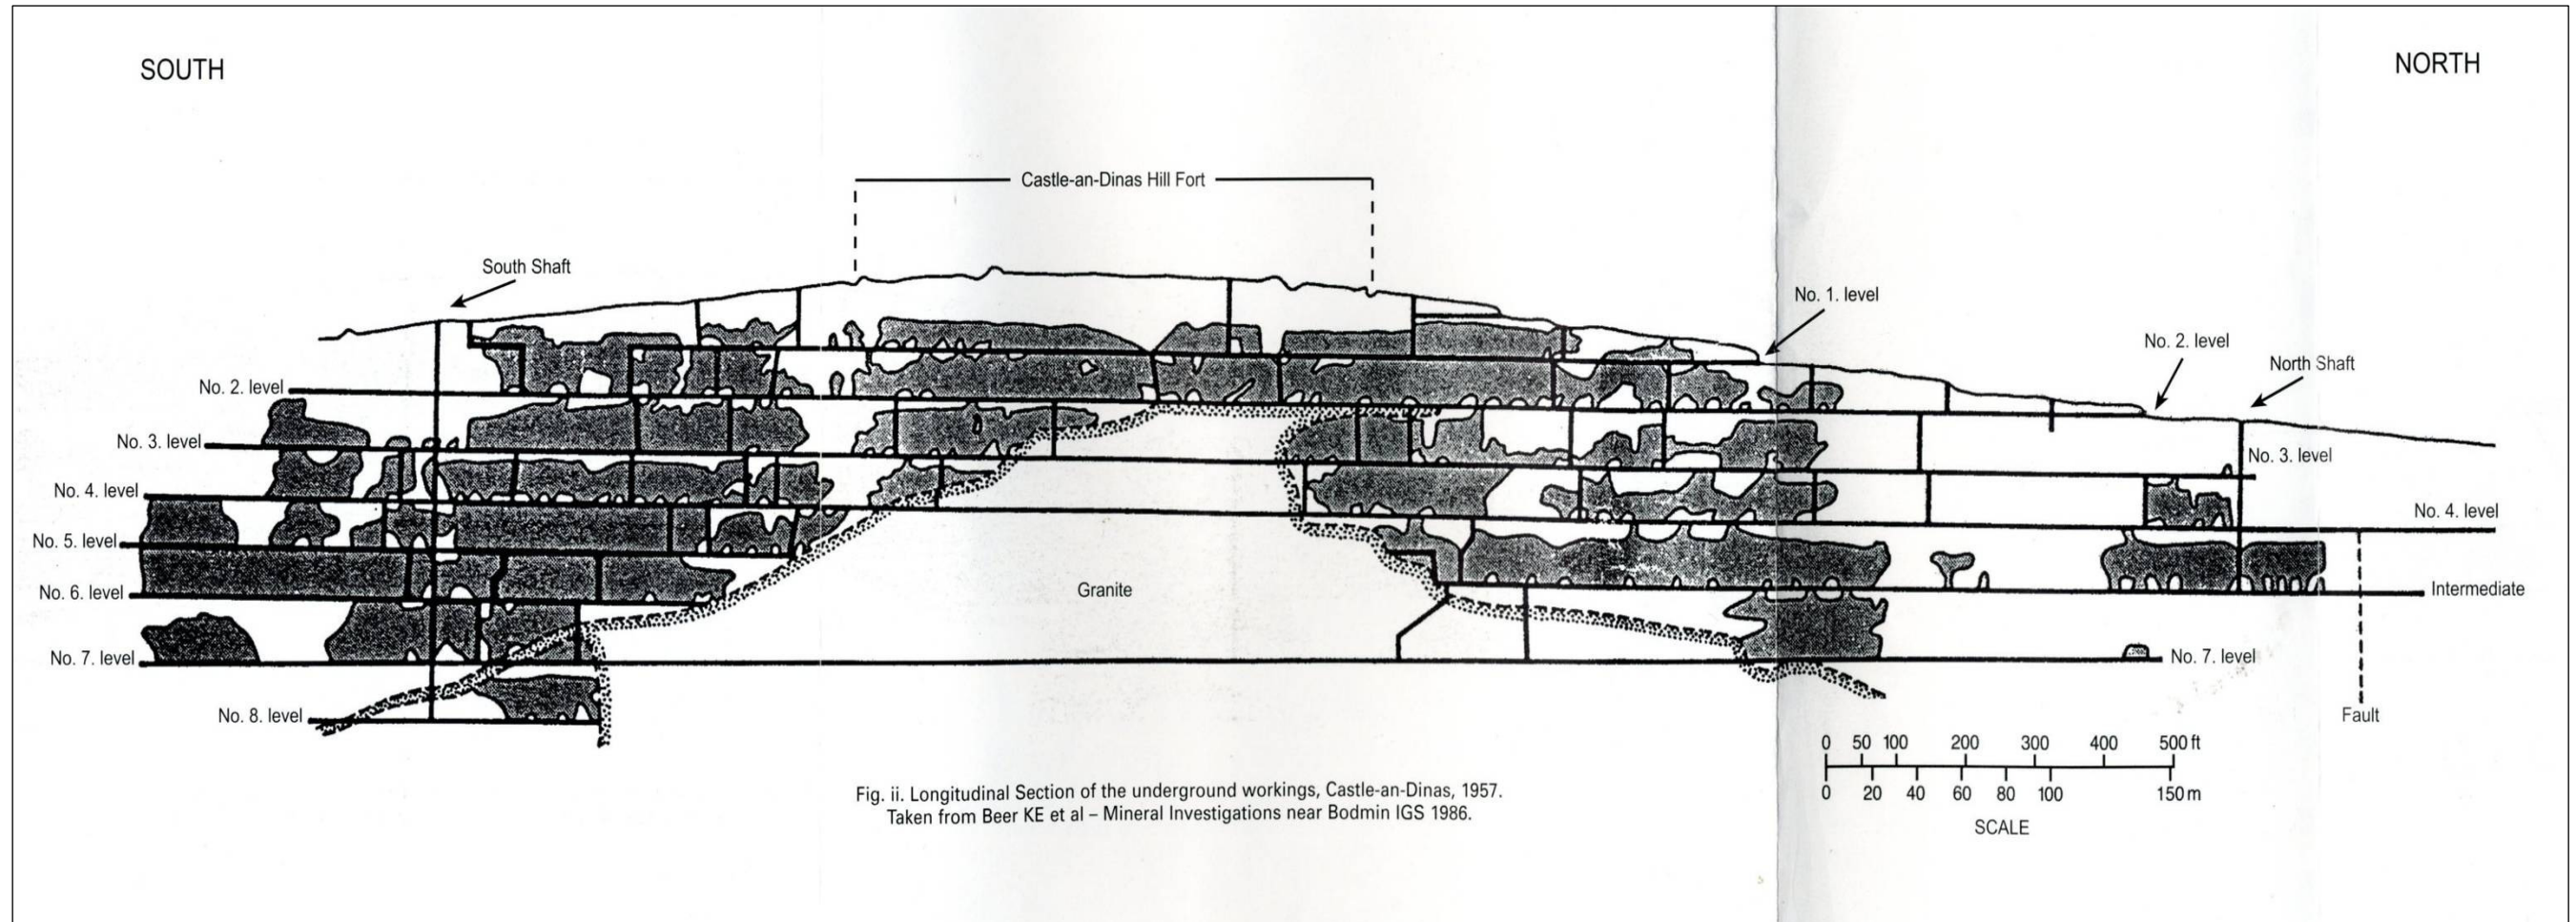 SOUTH
NORTH
Castle-an-Dinas Hill Fort
South Shaft
No. 1. level
No. 2. level
North Shaft
No. 2. level
No. 3. level
No. 3. level
No. 4. level
No. 4. level
No. 5. level
No. 6. level
Granite
Intermediate
No. 7. level
No. 7. level
No. 8. level
Fault
0 50 100 200 300 400 500 ft
0 20 40 60 80 100 150 m
SCALE
Fig. ii. Longitudinal Section of the underground workings, Castle-an-Dinas, 1957.
Taken from Beer KE et al – Mineral Investigations near Bodmin IGS 1986.